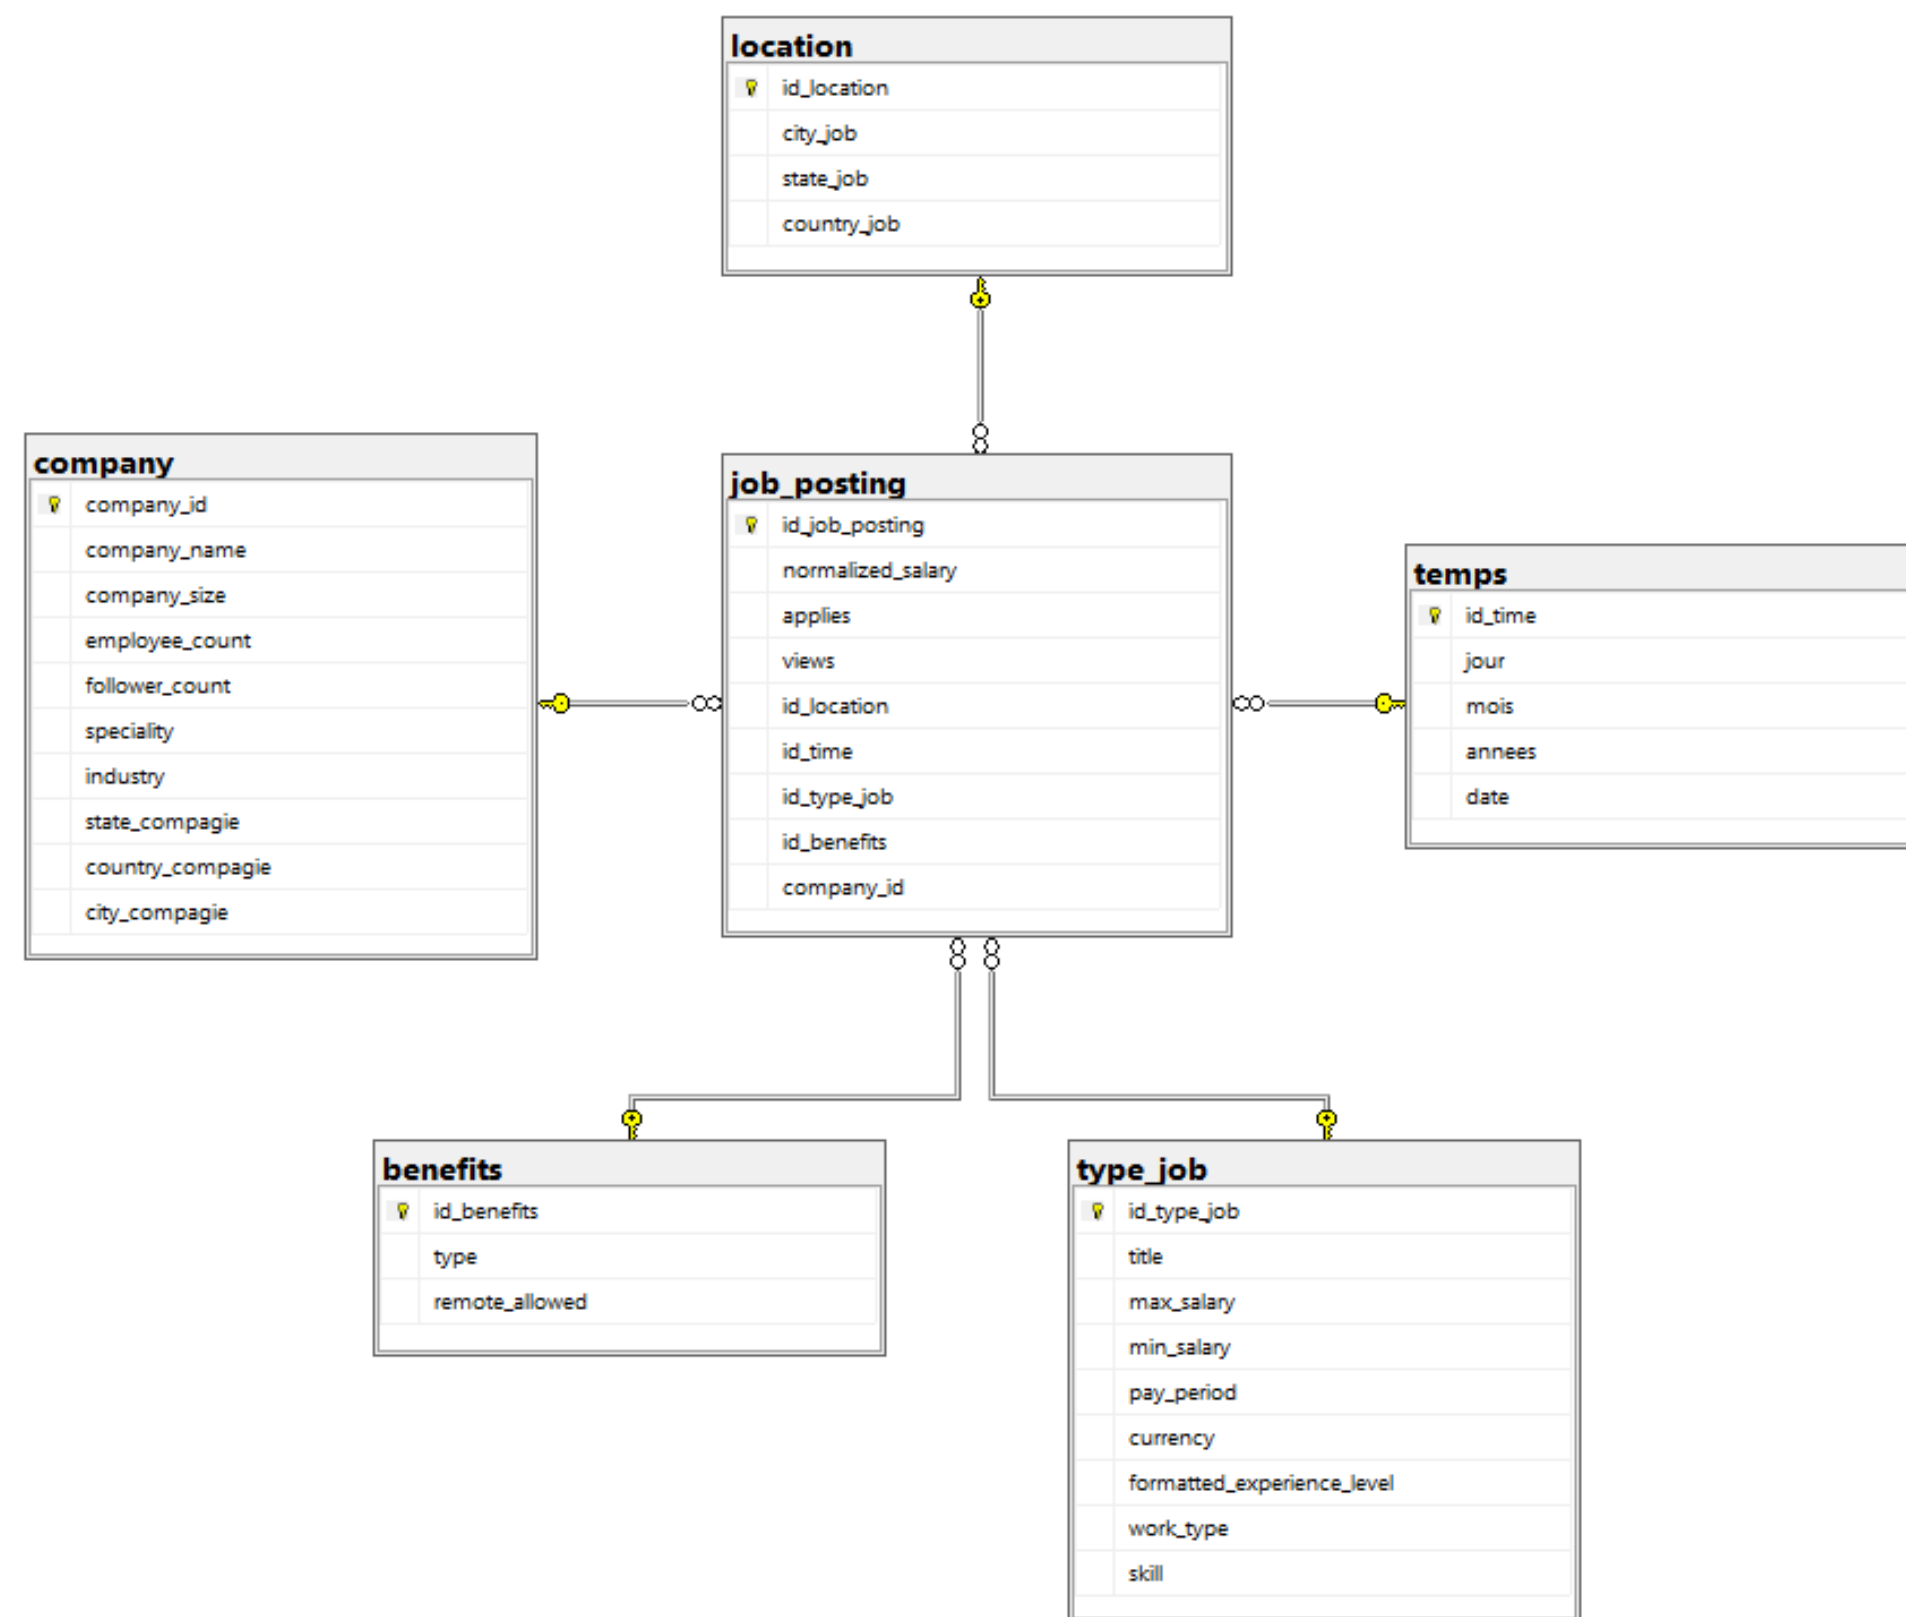 location
id_location
city_job
state_job
country_job
company
company_id
company_name
company_size
employee_count
follower_count
speciality
industry
state_compagie
country_compagie
city_compagie
job_posting
id_job_posting
normalized_salary
applies
views
id_location
id_time
id_type_job
id_benefits
company_id
temps
id_time
jour
mois
annees
date
benefits
id_benefits
type
remote_allowed
type_job
id_type_job
title
max_salary
min_salary
pay_period
currency
formatted_experience_level
work_type
skill